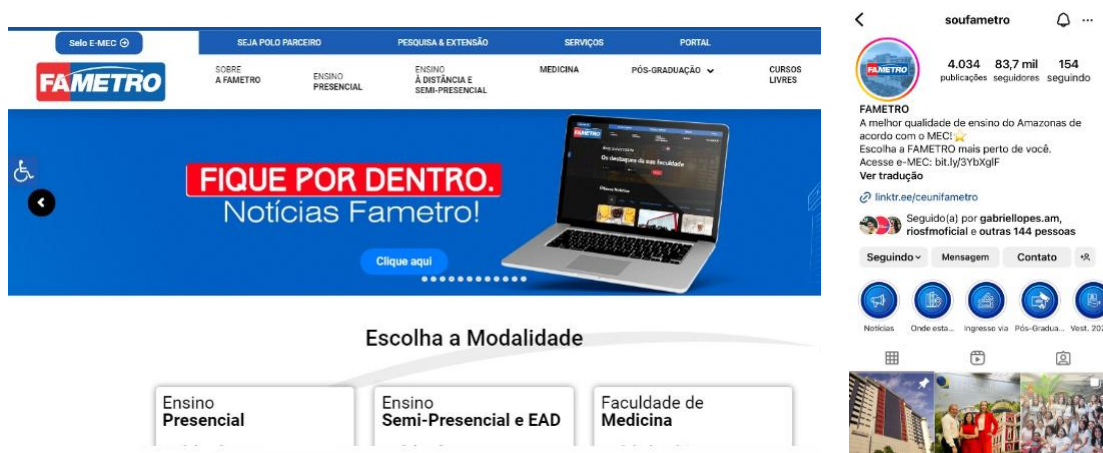 Selo E-MEC
SEJA POLO PARCEIRO
PESQUISA & EXTENSÃO
SERVIÇOS
PORTAL
FAMETRO
SOBRE
A FAMETRO
ENSINO
PRESENCIAL
ENSINO
À DISTÂNCIA E
SEMI-PRESENCIAL
MEDICINA
PÓS-GRADUAÇÃO
CURSOS
LIVRES
FIQUE POR DENTRO.
Notícias Fametro!
Clique aqui
Escolha a Modalidade
Ensino
Presencial
Ensino
Semi-Presencial e EAD
Faculdade de
Medicina
soufametro
FAMETRO
4.034 83,7 mil 154
publicações seguidores seguindo
FAMETRO
A melhor qualidade de ensino do Amazonas de
acordo com o MEC!
Escolha a FAMETRO mais perto de você.
Acesse e-MEC: bit.ly/3YbXglF
Ver tradução
linktr.ee/ceunifametro
Seguido(a) por gabriellopes.am,
riosfmoficial e outras 144 pessoas
Seguindo Mensagem Contato
Notícias Onde esta... Ingresso via Pós-Gradua... Vest. 202